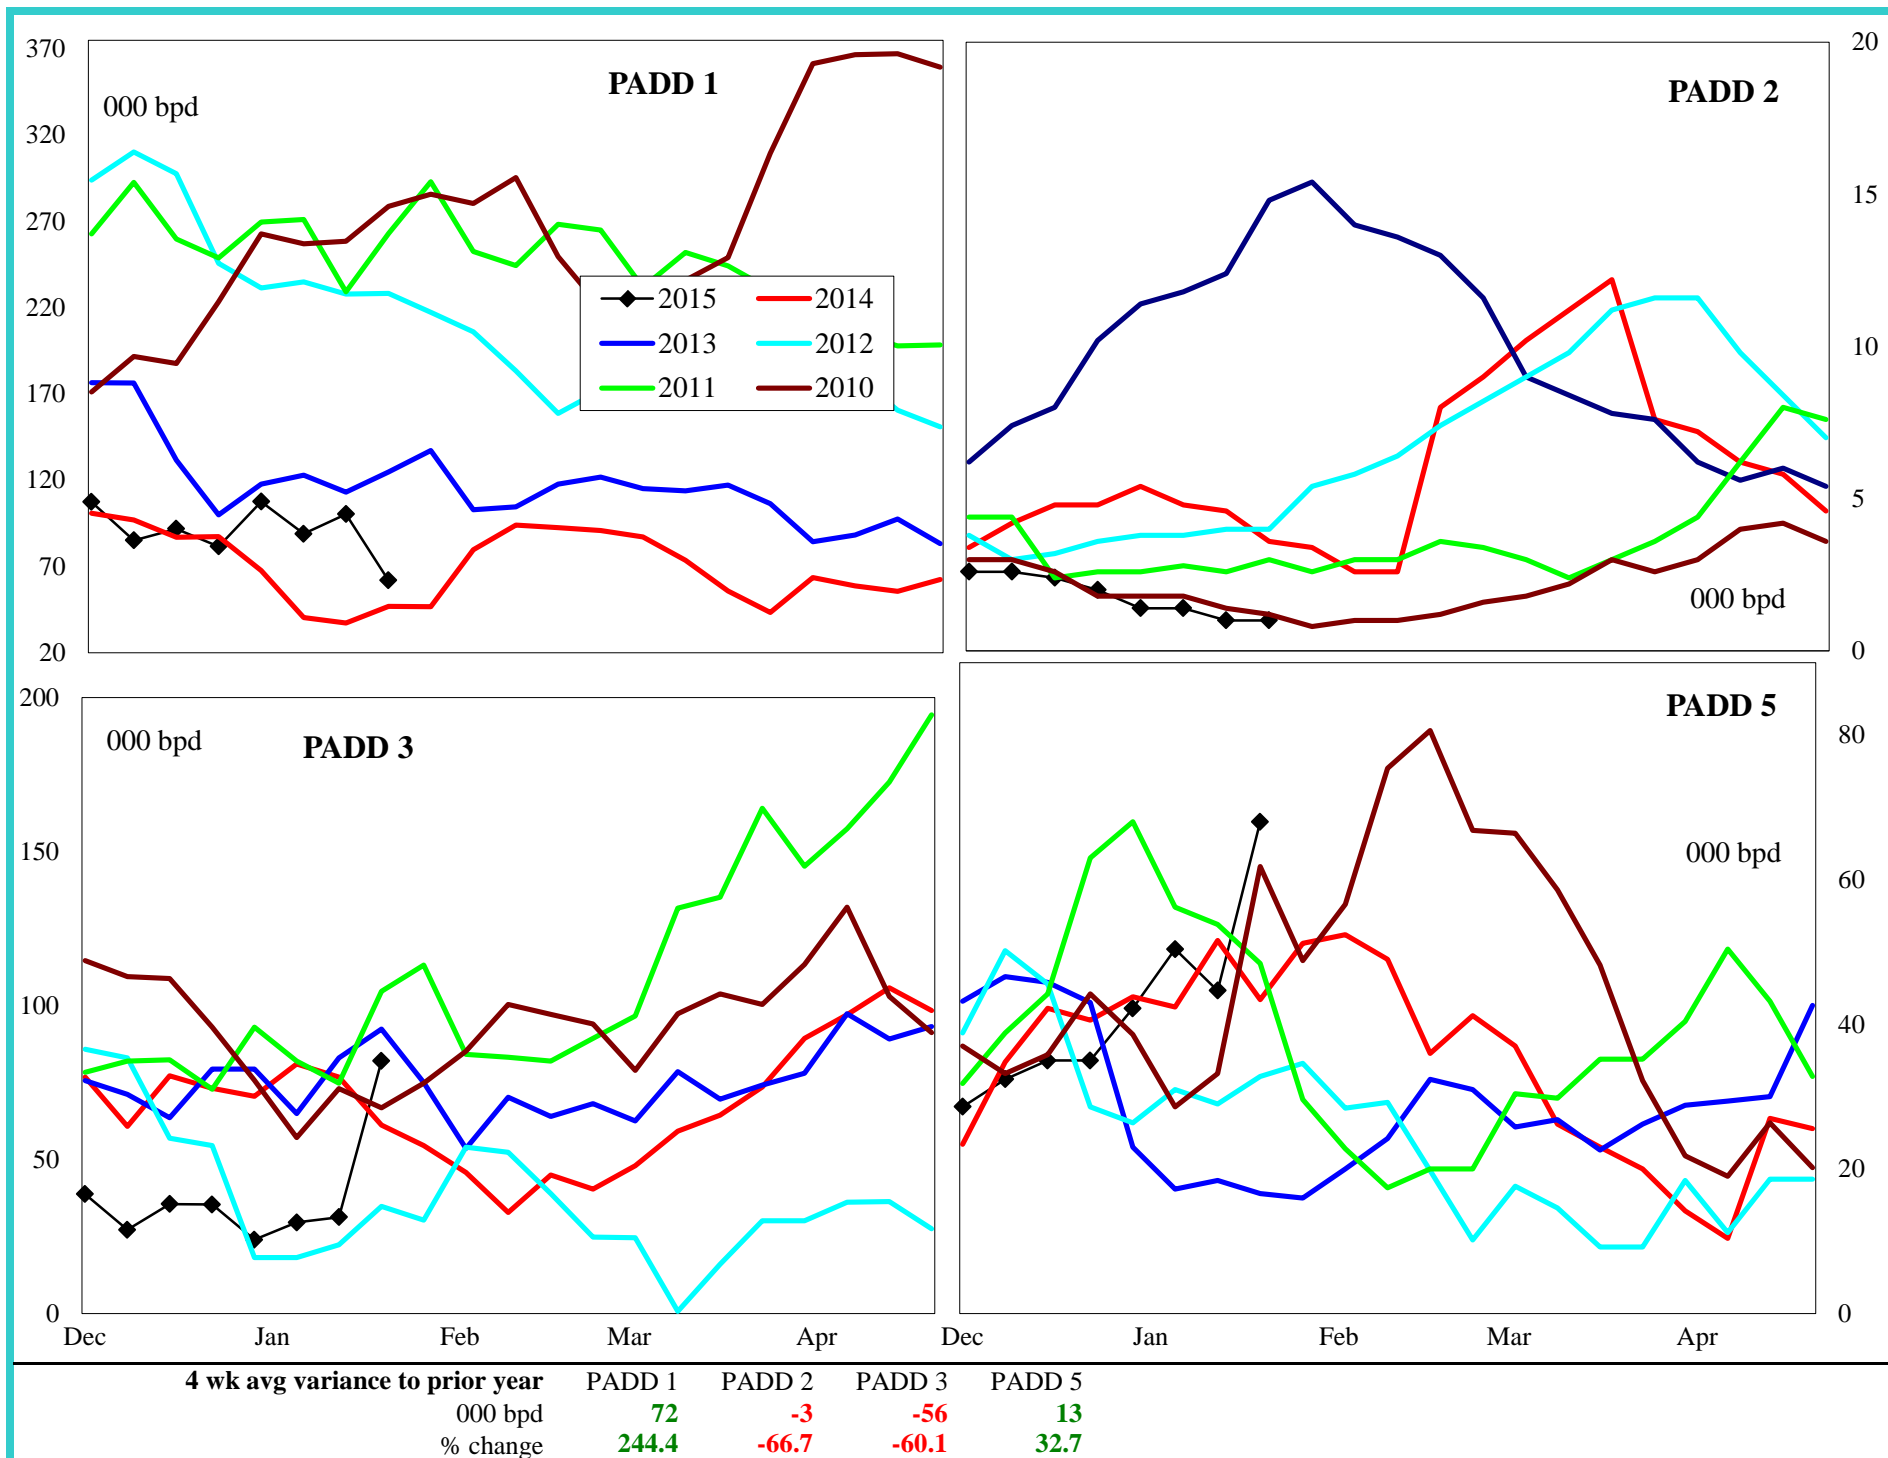 370
320
270
220
170
120
70
20
000 bpd
PADD 1
2015 2014
2013 2012
2011 2010
PADD 2
20
15
10
5
0
000 bpd
200
150
100
50
0
000 bpd
PADD 3
Dec Jan Feb Mar Apr
PADD 5
80
60
40
20
0
000 bpd
Dec Jan Feb Mar Apr
4 wk avg variance to prior year PADD 1 PADD 2 PADD 3 PADD 5
000 bpd 72 -3 -56 13
% change 244.4 -66.7 -60.1 32.7